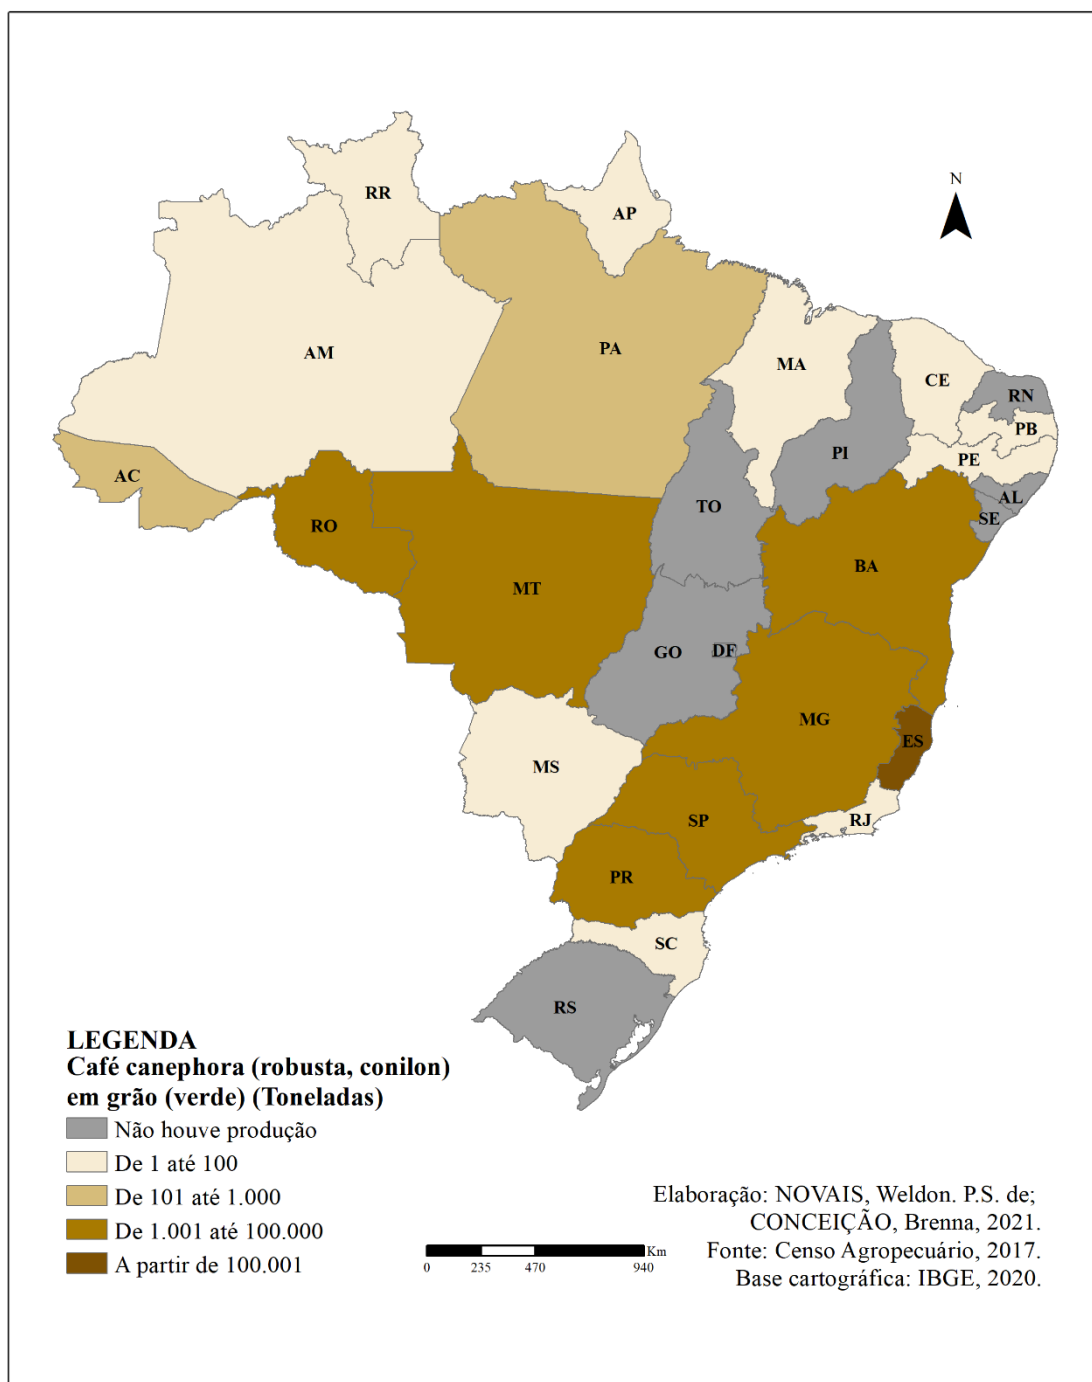 N
RR
AP
AM
PA
MA
CE
RN
PB
PI
PE
AC
AL
TO
SE
RO
BA
MT
GO
DF
MG
ES
MS
SP
RJ
PR
SC
RS
LEGENDA
Café canephora (robusta, conilon)
em grão (verde) (Toneladas)
Não houve produção
De 1 até 100
De 101 até 1.000
De 1.001 até 100.000
A partir de 100.001
Km
0 235 470 940
Elaboração: NOVAIS, Weldon. P.S. de;
CONCEIÇÃO, Brenna, 2021.
Fonte: Censo Agropecuário, 2017.
Base cartográfica: IBGE, 2020.